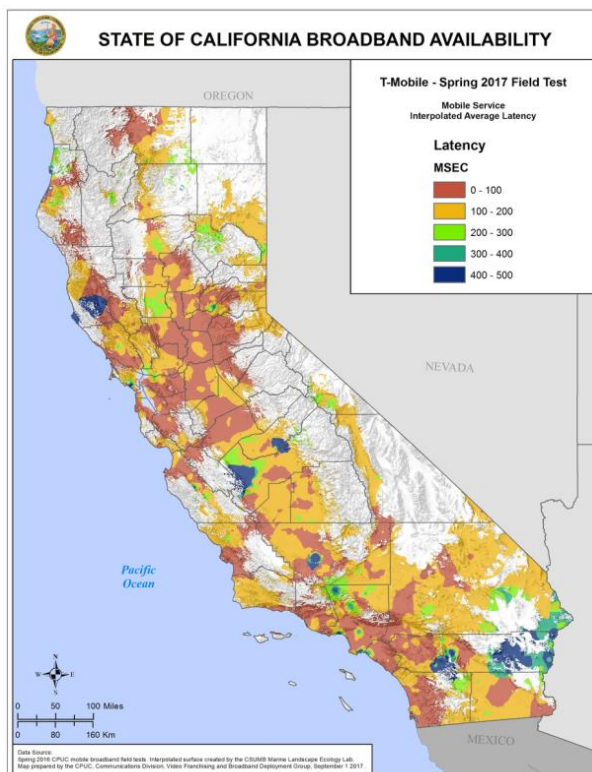 STATE OF CALIFORNIA BROADBAND AVAILABILITY
T-Mobile - Spring 2017 Field Test
Mobile Service
Interpolated Average Latency
Latency
MSEC
0 - 100
100 - 200
200 - 300
300 - 400
400 - 500
OREGON
NEVADA
Pacific
Ocean
N
W E
S
0 50 100 Miles
0 80 160 Km
MEXICO
Data Source:
Spring 2016 CPUC mobile broadband field tests. Interpolated surface created by the CSUMB Marine Landscape Ecology Lab.
Map prepared by the CPUC, Communications Division, Video Franchising and Broadband Deployment Group, September 1 2017.